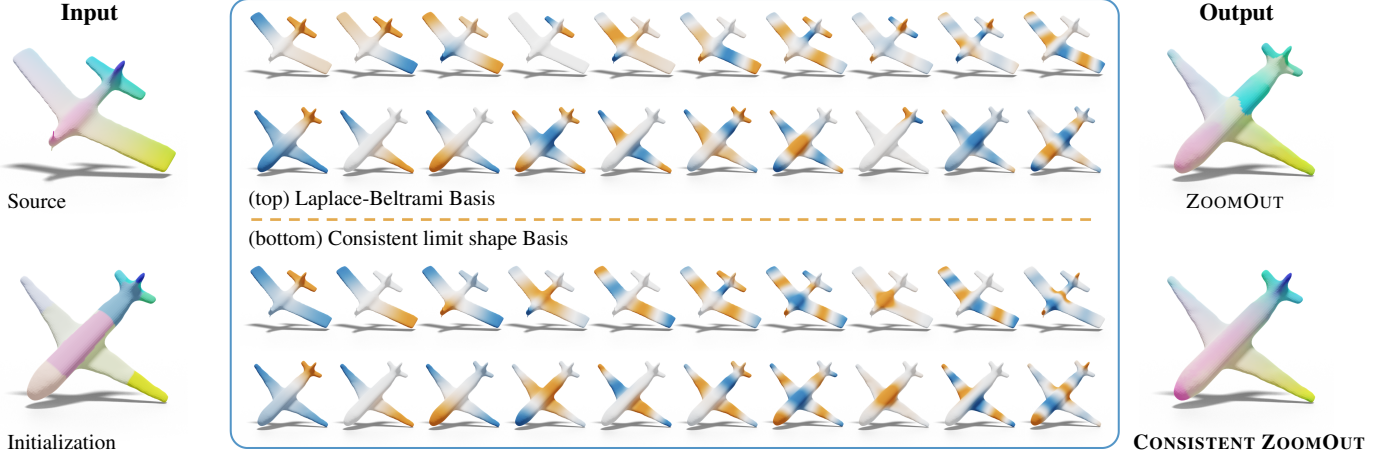 Input
Output
Source
(top) Laplace-Beltrami Basis
ZOOMOUT
(bottom) Consistent limit shape Basis
Initialization
CONSISTENT ZOOMOUT